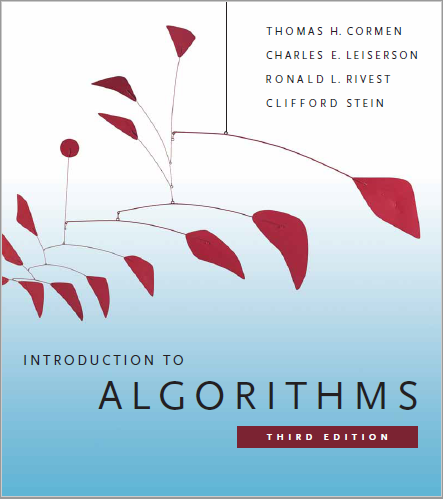 THOMAS H. CORMEN
CHARLES E. LEISERSON
RONALD L. RIVEST
CLIFFORD STEIN
INTRODUCTION TO
ALGORITHMS
THIRD EDITION